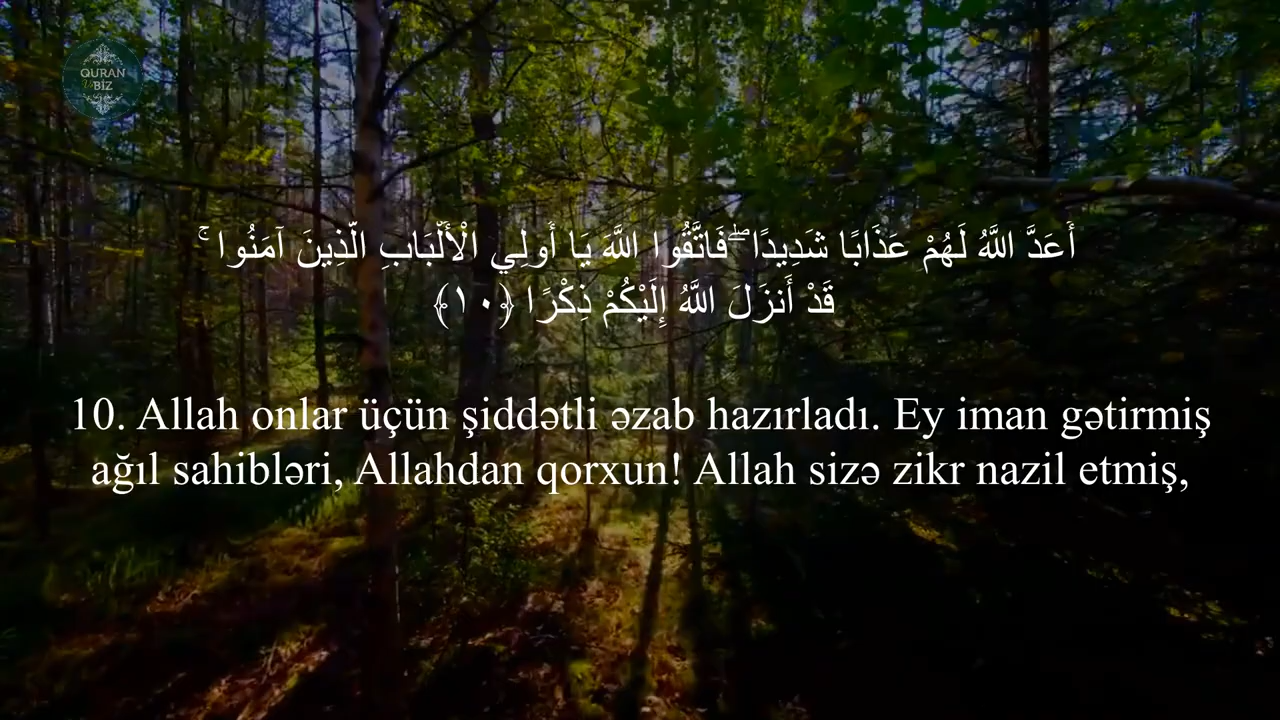 QURAN
BİZ
أَعَدَّ اللَّهُ لَهُمْ عَذَابًا شَدِيدًا ۖ فَاتَّقُوا اللَّهَ يَا أُولِي الْأَلْبَابِ الَّذِينَ آمَنُوا ۚ
قَدْ أَنزَلَ اللَّهُ إِلَيْكُمْ ذِكْرًا ﴿١٠﴾
10. Allah onlar üçün şiddətli əzab hazırladı. Ey iman gətirmiş
ağıl sahibləri, Allahdan qorxun! Allah sizə zikr nazil etmiş,